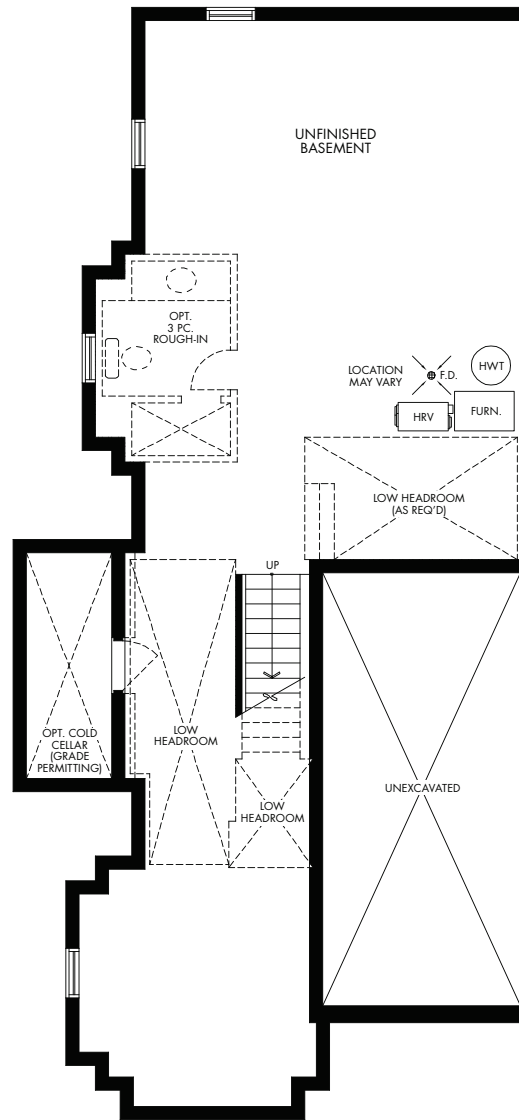 UNFINISHED
BASEMENT
OPT.
3 PC.
ROUGH-IN
LOCATION
MAY VARY
F.D.
HWT
HRV
FURN.
LOW HEADROOM
(AS REQ'D)
UP
OPT. COLD
CELLAR
(GRADE
PERMITTING)
LOW
HEADROOM
LOW
HEADROOM
UNEXCAVATED